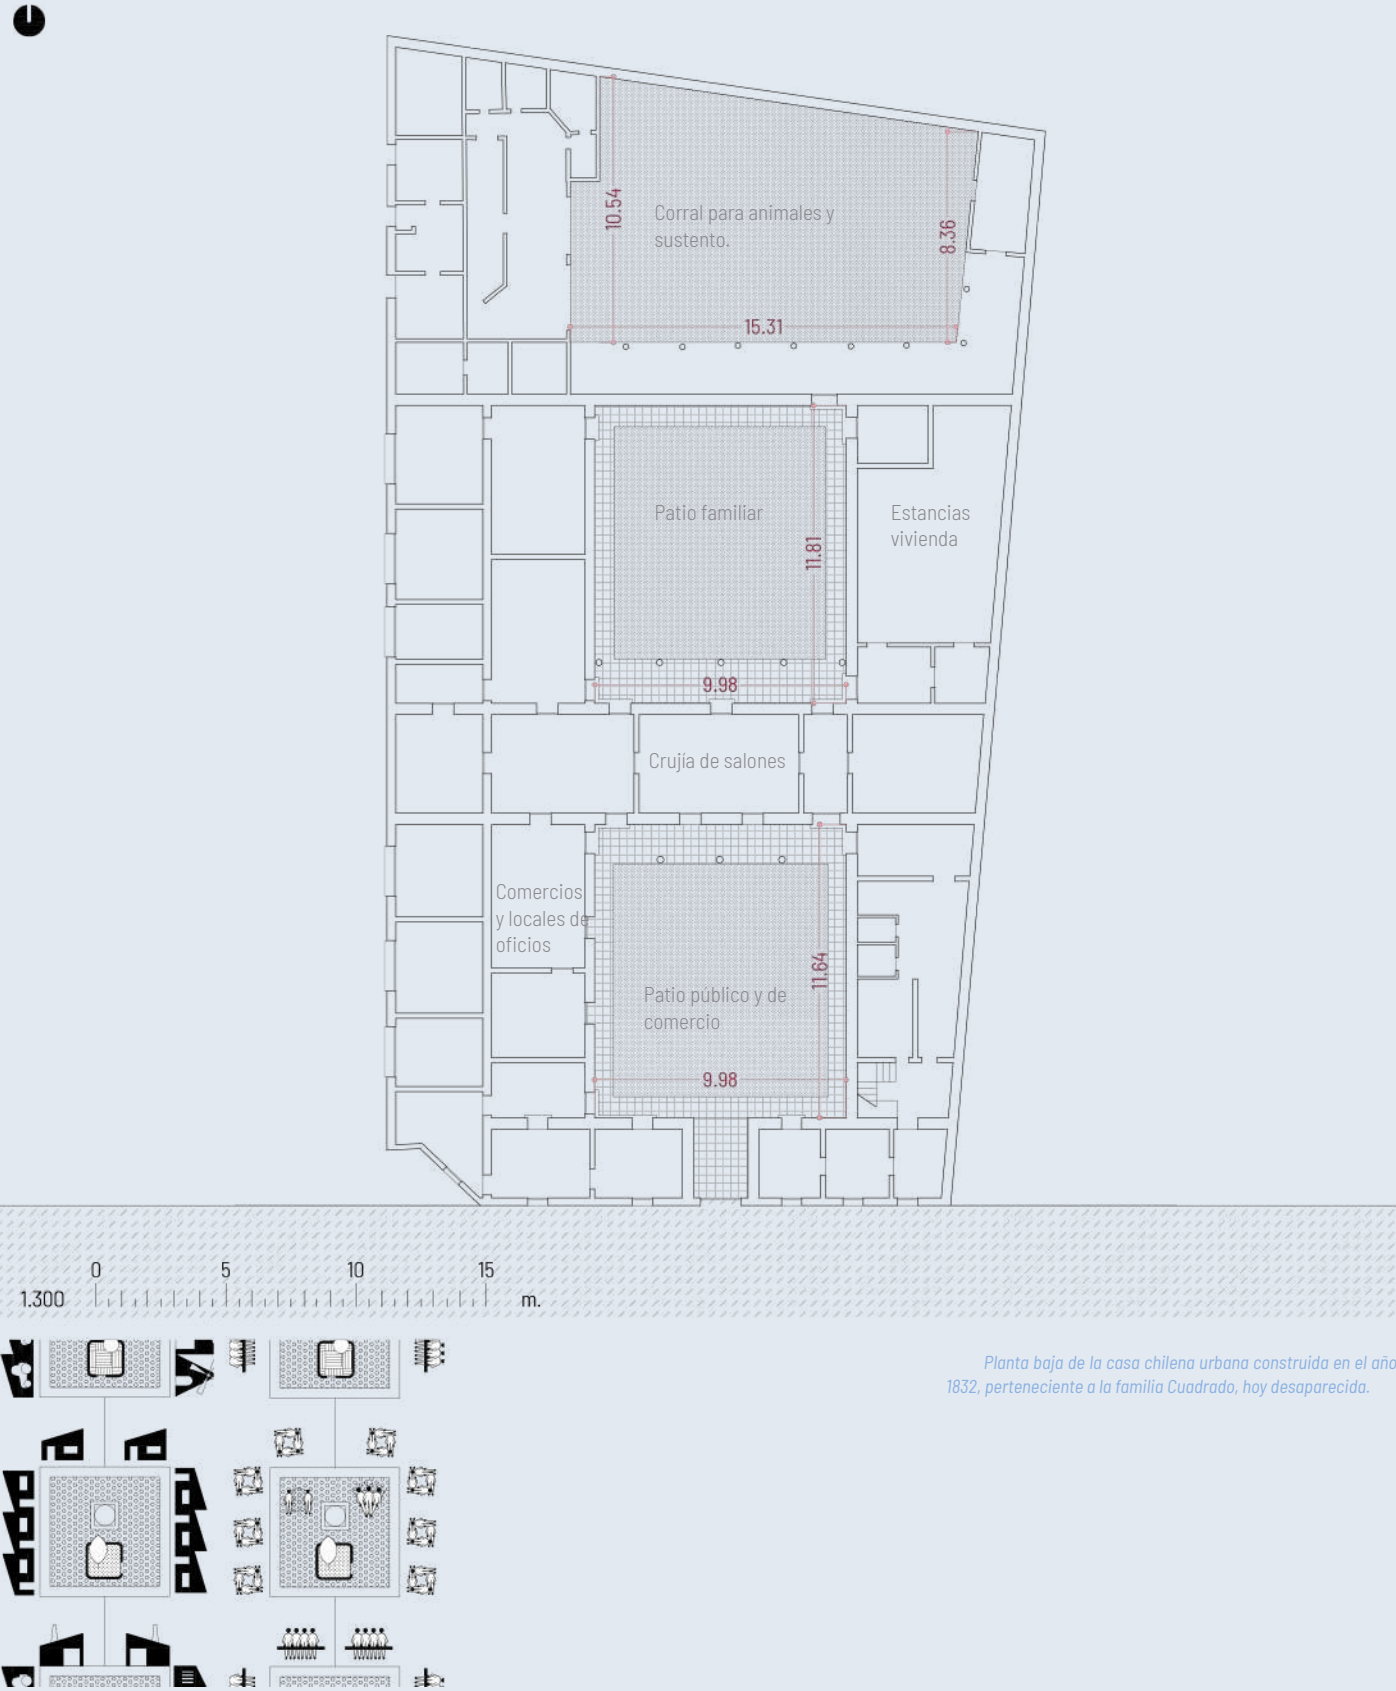 10.54
Corral para animales y
sustento.
8.36
15.31
Patio familiar
Estancias
vivienda
11.81
9.98
Crujía de salones
Comercios
y locales de
oficios
11.64
Patio público y de
comercio
9.98
0 5 10 15
1.300 m.
Planta baja de la casa chilena urbana construida en el año
1832, perteneciente a la familia Cuadrado, hoy desaparecida.